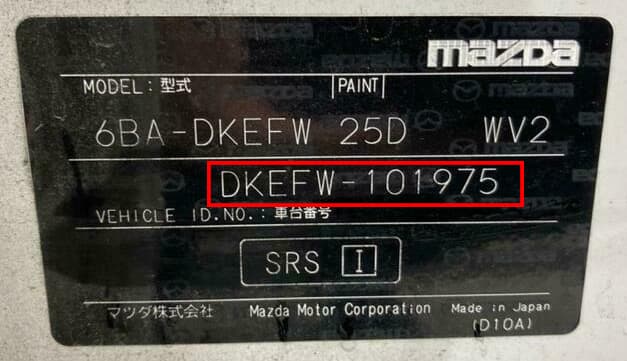 mazda
MODEL: 型式 PAINT
6BA-DKEFW 25D WV2
DKEFW-101975
VEHICLE ID.NO.: 車台番号
SRS I
マツダ株式会社 Mazda Motor Corporation Made in Japan
(D10A)